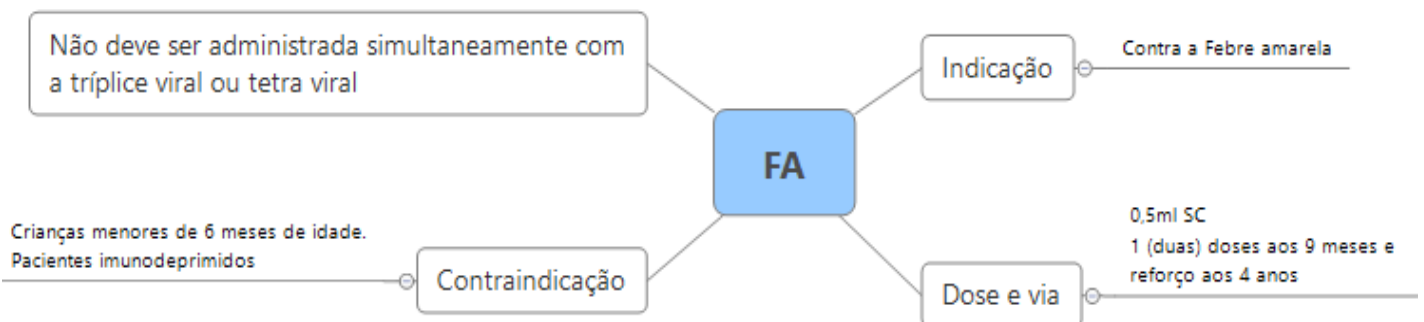 Não deve ser administrada simultaneamente com
a tríplice viral ou tetra viral
Indicação
Contra a Febre amarela
FA
Crianças menores de 6 meses de idade.
Pacientes imunodeprimidos
Contraindicação
Dose e via
0,5ml SC
1 (duas) doses aos 9 meses e
reforço aos 4 anos